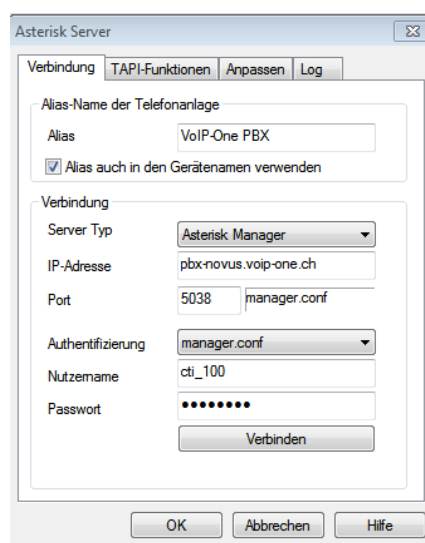 Asterisk Server
Verbindung TAPI-Funktionen Anpassen Log
Alias-Name der Telefonanlage
Alias VoIP-One PBX
Alias auch in den Gerätenamen verwenden
Verbindung
Server Typ Asterisk Manager
IP-Adresse pbx-novus.voip-one.ch
Port 5038 manager.conf
Authentifizierung manager.conf
Nutzername cti_100
Passwort ••••••••
Verbinden
OK Abbrechen Hilfe